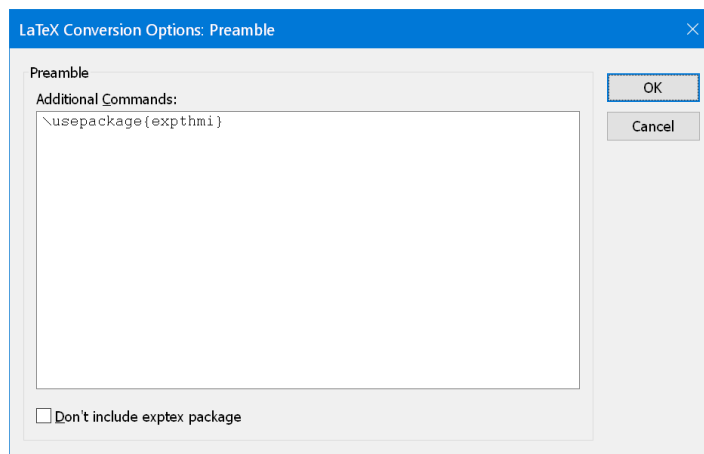 LaTeX Conversion Options: Preamble
Preamble
OK
Additional Commands:
\usepackage{expthmi}
Cancel
Don't include exptex package